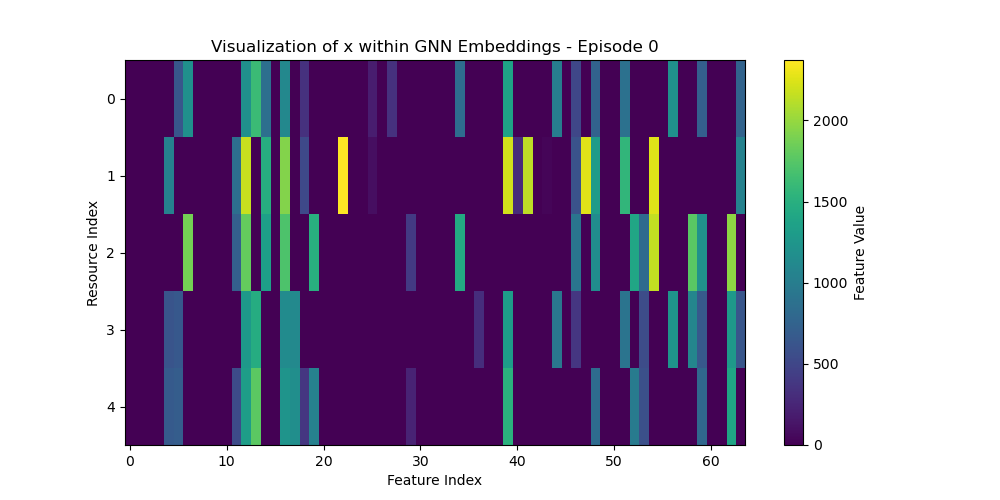 Visualization of x within GNN Embeddings - Episode 0
Resource Index
0
1
2
3
4
0 10 20 30 40 50 60
Feature Index
2000
1500
1000
500
0
Feature Value